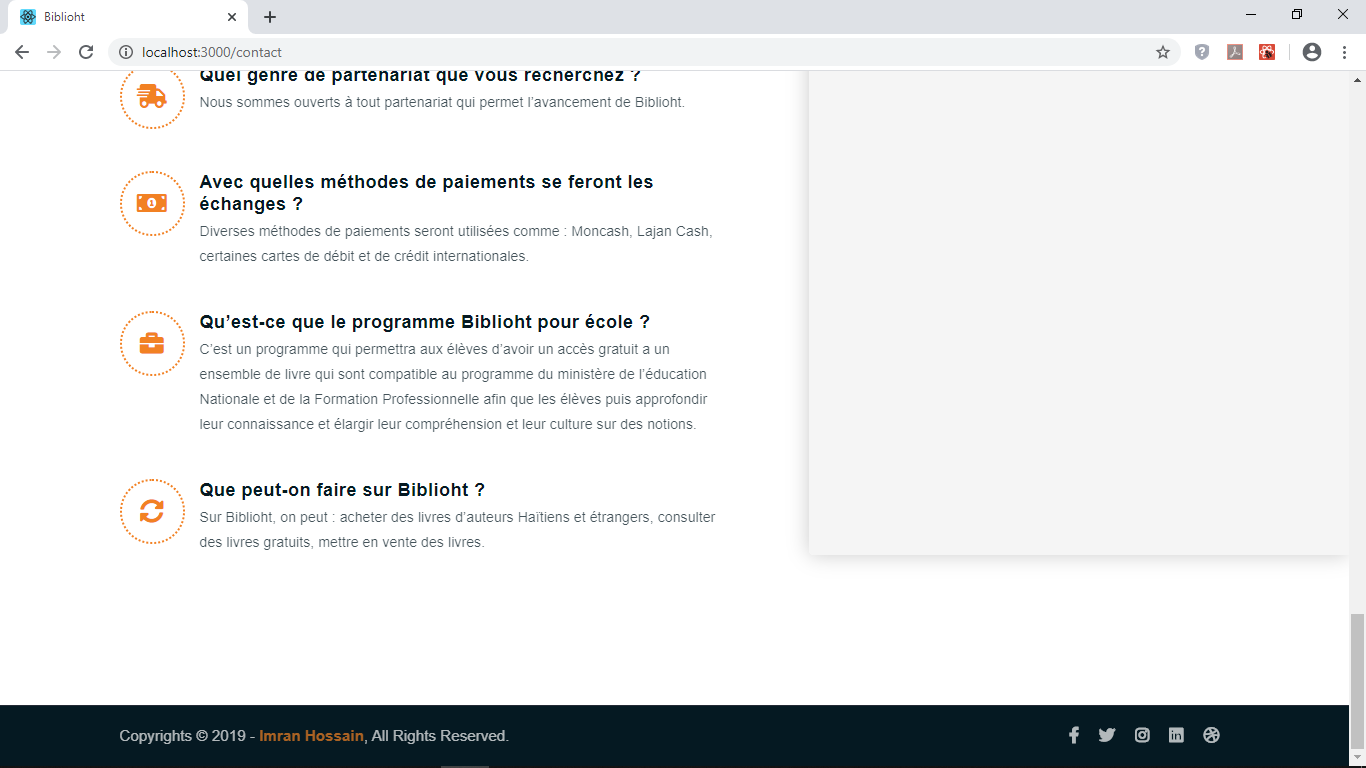 Biblioht
localhost:3000/contact
Quel genre de partenariat que vous recherchez ?
Nous sommes ouverts à tout partenariat qui permet l’avancement de Biblioht.
Avec quelles méthodes de paiements se feront les
échanges ?
Diverses méthodes de paiements seront utilisées comme : Moncash, Lajan Cash,
certaines cartes de débit et de crédit internationales.
Qu’est-ce que le programme Biblioht pour école ?
C’est un programme qui permettra aux élèves d’avoir un accès gratuit a un
ensemble de livre qui sont compatible au programme du ministère de l’éducation
Nationale et de la Formation Professionnelle afin que les élèves puis approfondir
leur connaissance et élargir leur compréhension et leur culture sur des notions.
Que peut-on faire sur Biblioht ?
Sur Biblioht, on peut : acheter des livres d’auteurs Haïtiens et étrangers, consulter
des livres gratuits, mettre en vente des livres.
Copyrights © 2019 - Imran Hossain, All Rights Reserved.